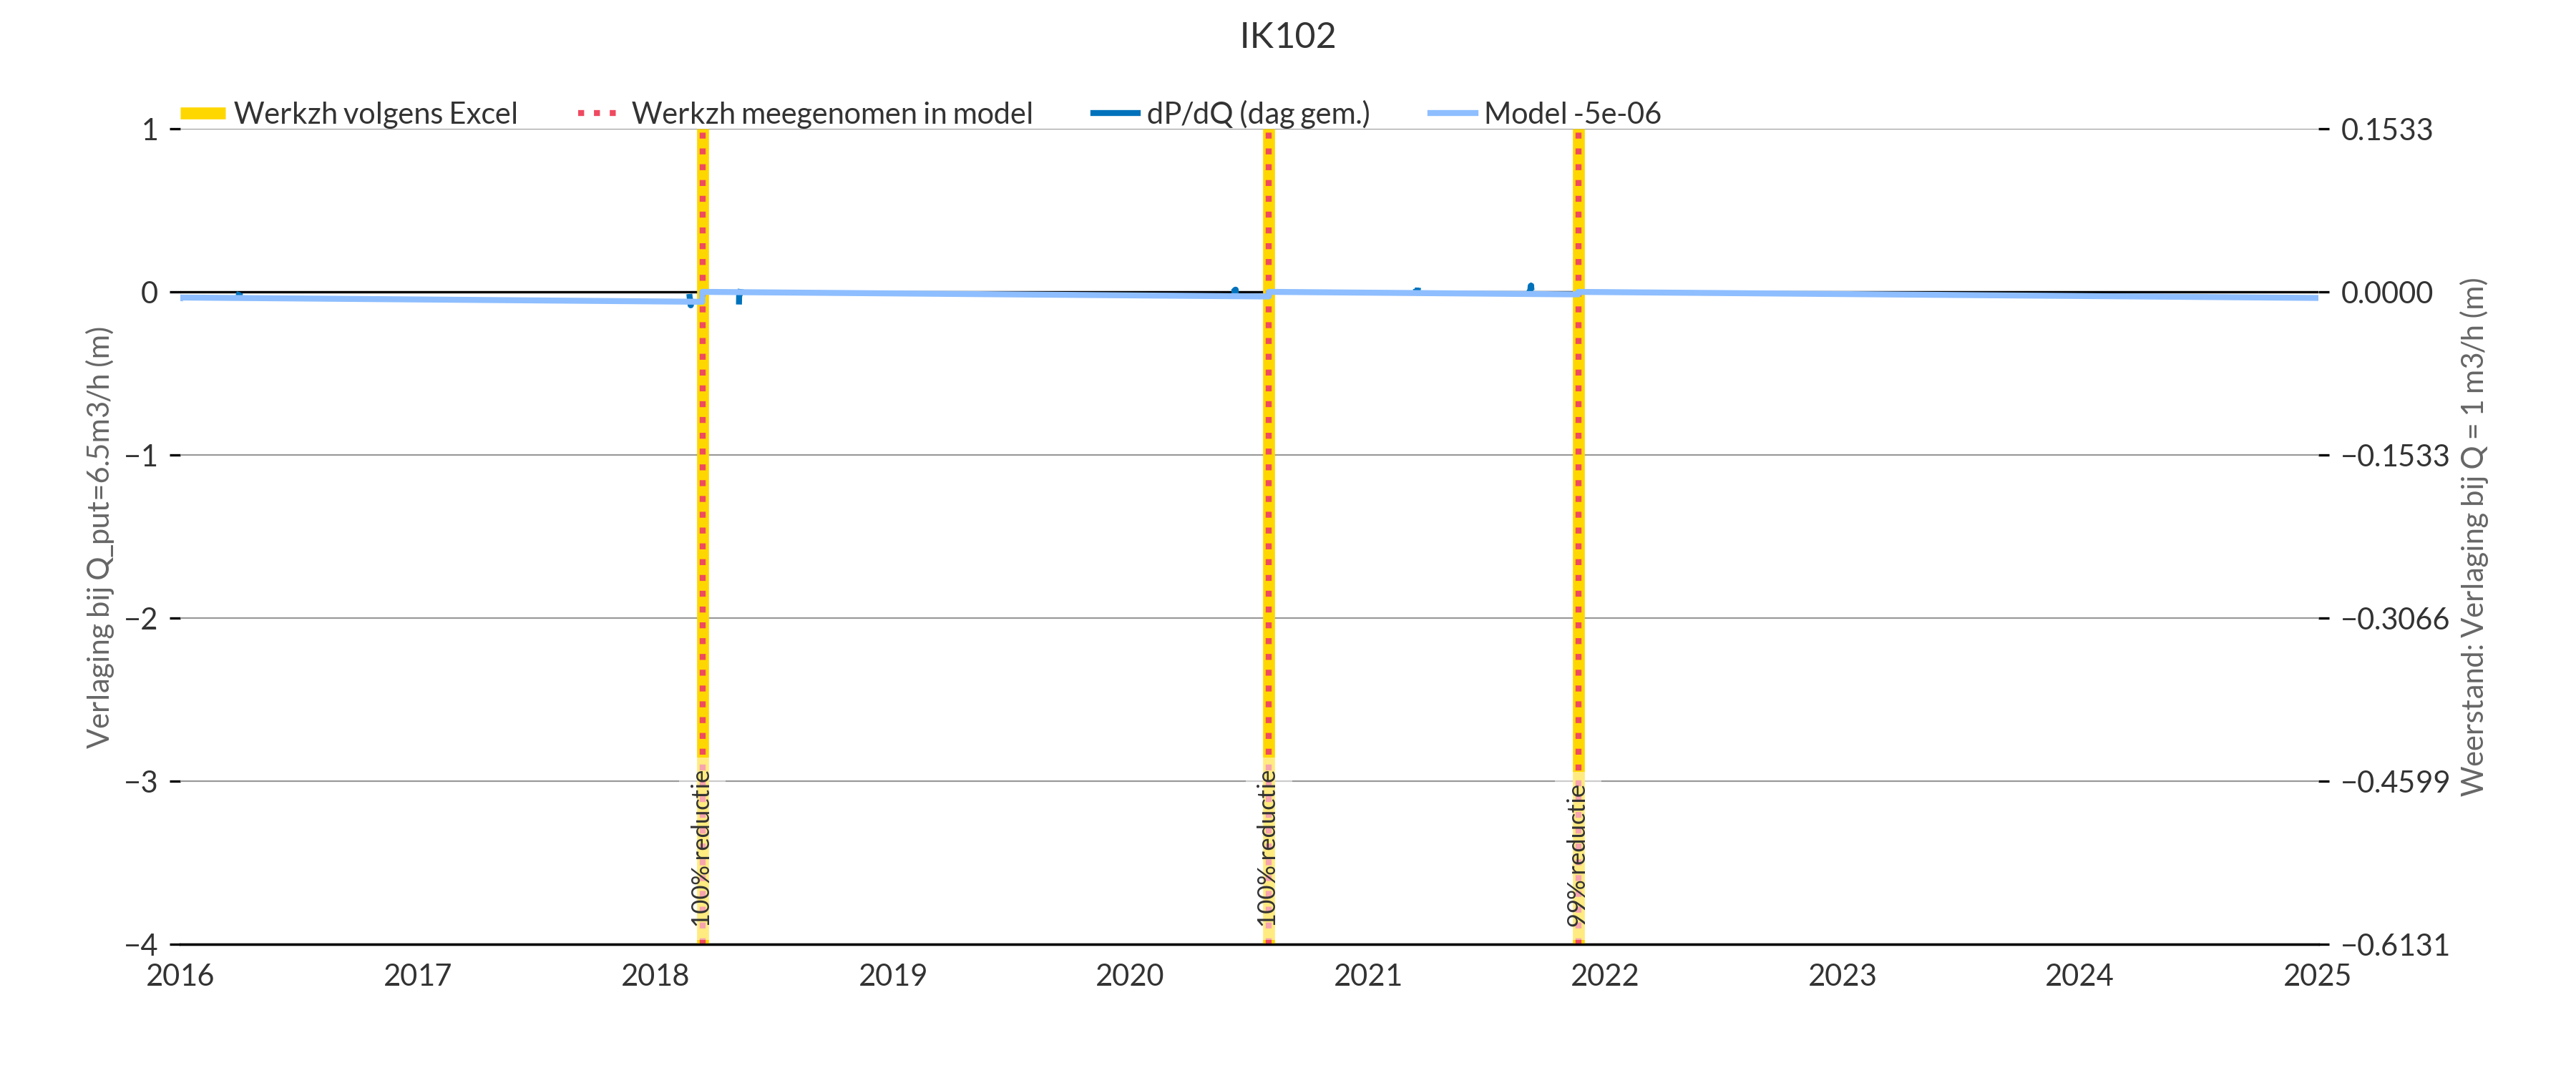 IK102
Werkzh volgens Excel
Werkzh meegenomen in model
dP/dQ (dag gem.)
Model -5e-06
1
0
−1
−2
−3
−4
Verlaging bij Q_put=6.5m3/h (m)
0.1533
0.0000
−0.1533
−0.3066
−0.4599
−0.6131
Weerstand: Verlaging bij Q = 1 m3/h (m)
100% reductie
100% reductie
99% reductie
2016
2017
2018
2019
2020
2021
2022
2023
2024
2025